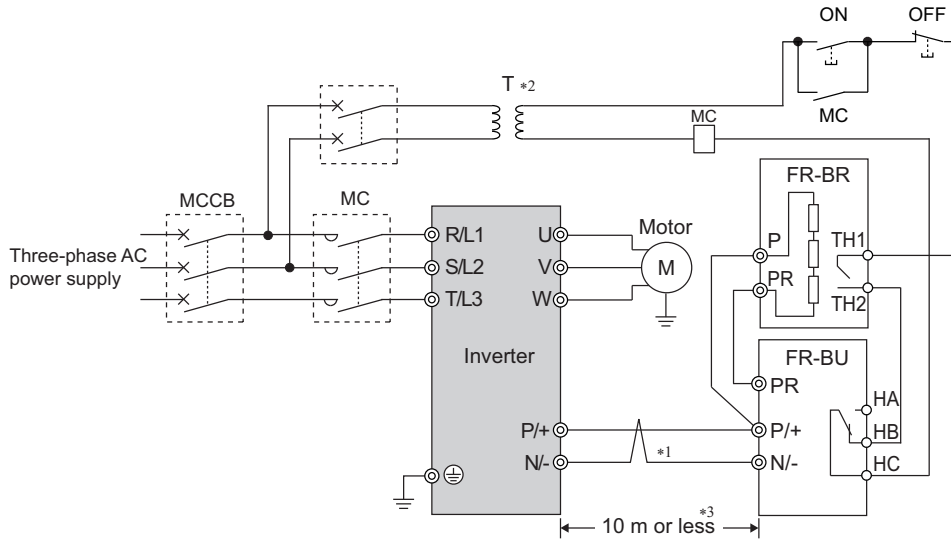 ON
OFF
T *2
MC
MC
FR-BR
MCCB
MC
R/L1
U
Motor
P
TH1
Three-phase AC
power supply
S/L2
V
M
PR
TH2
T/L3
W
Inverter
FR-BU
PR
HA
P/+
P/+
HB
N/-
*1
N/-
HC
10 m or less *3